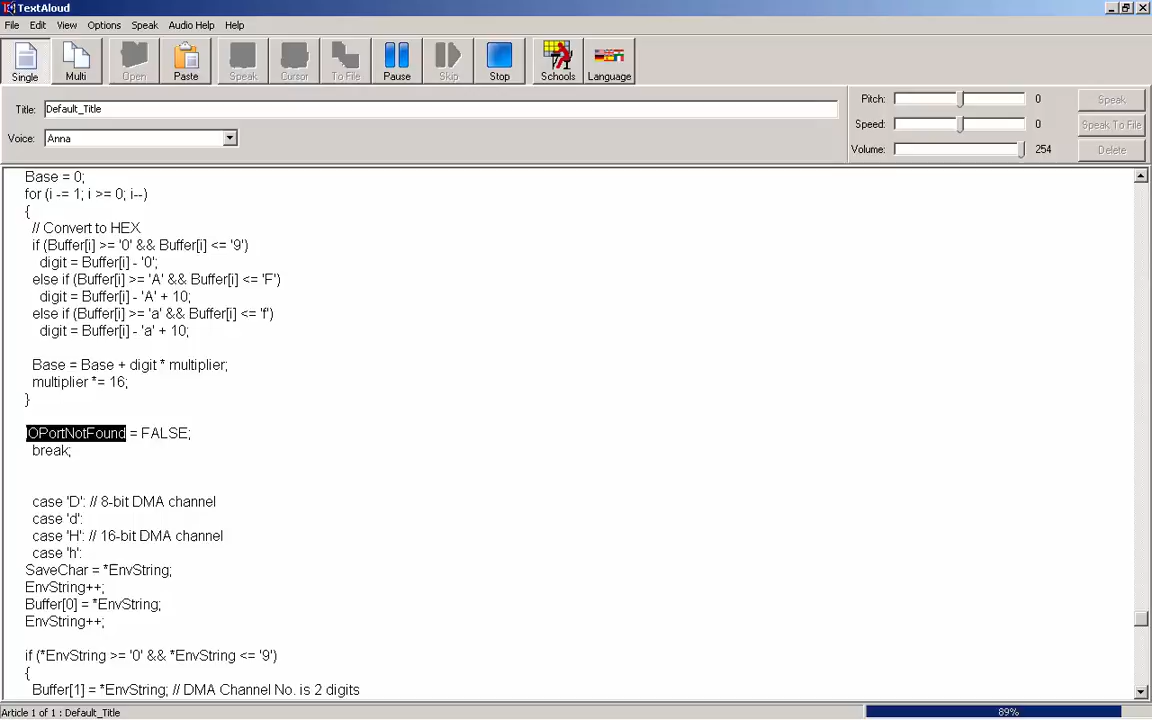 TextAloud
File Edit View Options Speak Audio Help Help
Single Multi Open Paste Speak Cursor To File Pause Skip Stop Schools Language
Title: Default_Title
Voice: Anna
Pitch: 0 Speak
Speed: 0 Speak To File
Volume: 254 Delete
Base = 0;
for (i -= 1; i >= 0; i--)
{
// Convert to HEX
if (Buffer[i] >= '0' && Buffer[i] <= '9')
digit = Buffer[i] - '0';
else if (Buffer[i] >= 'A' && Buffer[i] <= 'F')
digit = Buffer[i] - 'A' + 10;
else if (Buffer[i] >= 'a' && Buffer[i] <= 'f')
digit = Buffer[i] - 'a' + 10;
Base = Base + digit * multiplier;
multiplier *= 16;
}
IOPortNotFound = FALSE;
break;
case 'D': // 8-bit DMA channel
case 'd':
case 'H': // 16-bit DMA channel
case 'h':
SaveChar = *EnvString;
EnvString++;
Buffer[0] = *EnvString;
EnvString++;
if (*EnvString >= '0' && *EnvString <= '9')
{
Buffer[1] = *EnvString; // DMA Channel No. is 2 digits
Article 1 of 1 : Default_Title 89%